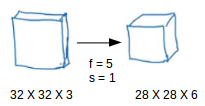 f = 5
s = 1
32 X 32 X 3
28 X 28 X 6